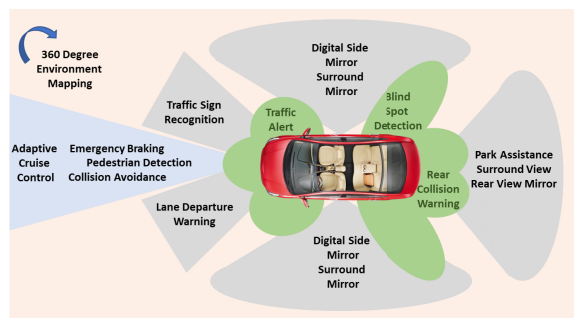 360 Degree
Environment
Mapping
Digital Side
Mirror
Surround
Mirror
Traffic Sign
Recognition
Traffic
Alert
Blind
Spot
Detection
Adaptive
Cruise
Control
Emergency Braking
Pedestrian Detection
Collision Avoidance
Park Assistance
Surround View
Rear View Mirror
Rear
Collision
Warning
Lane Departure
Warning
Digital Side
Mirror
Surround
Mirror